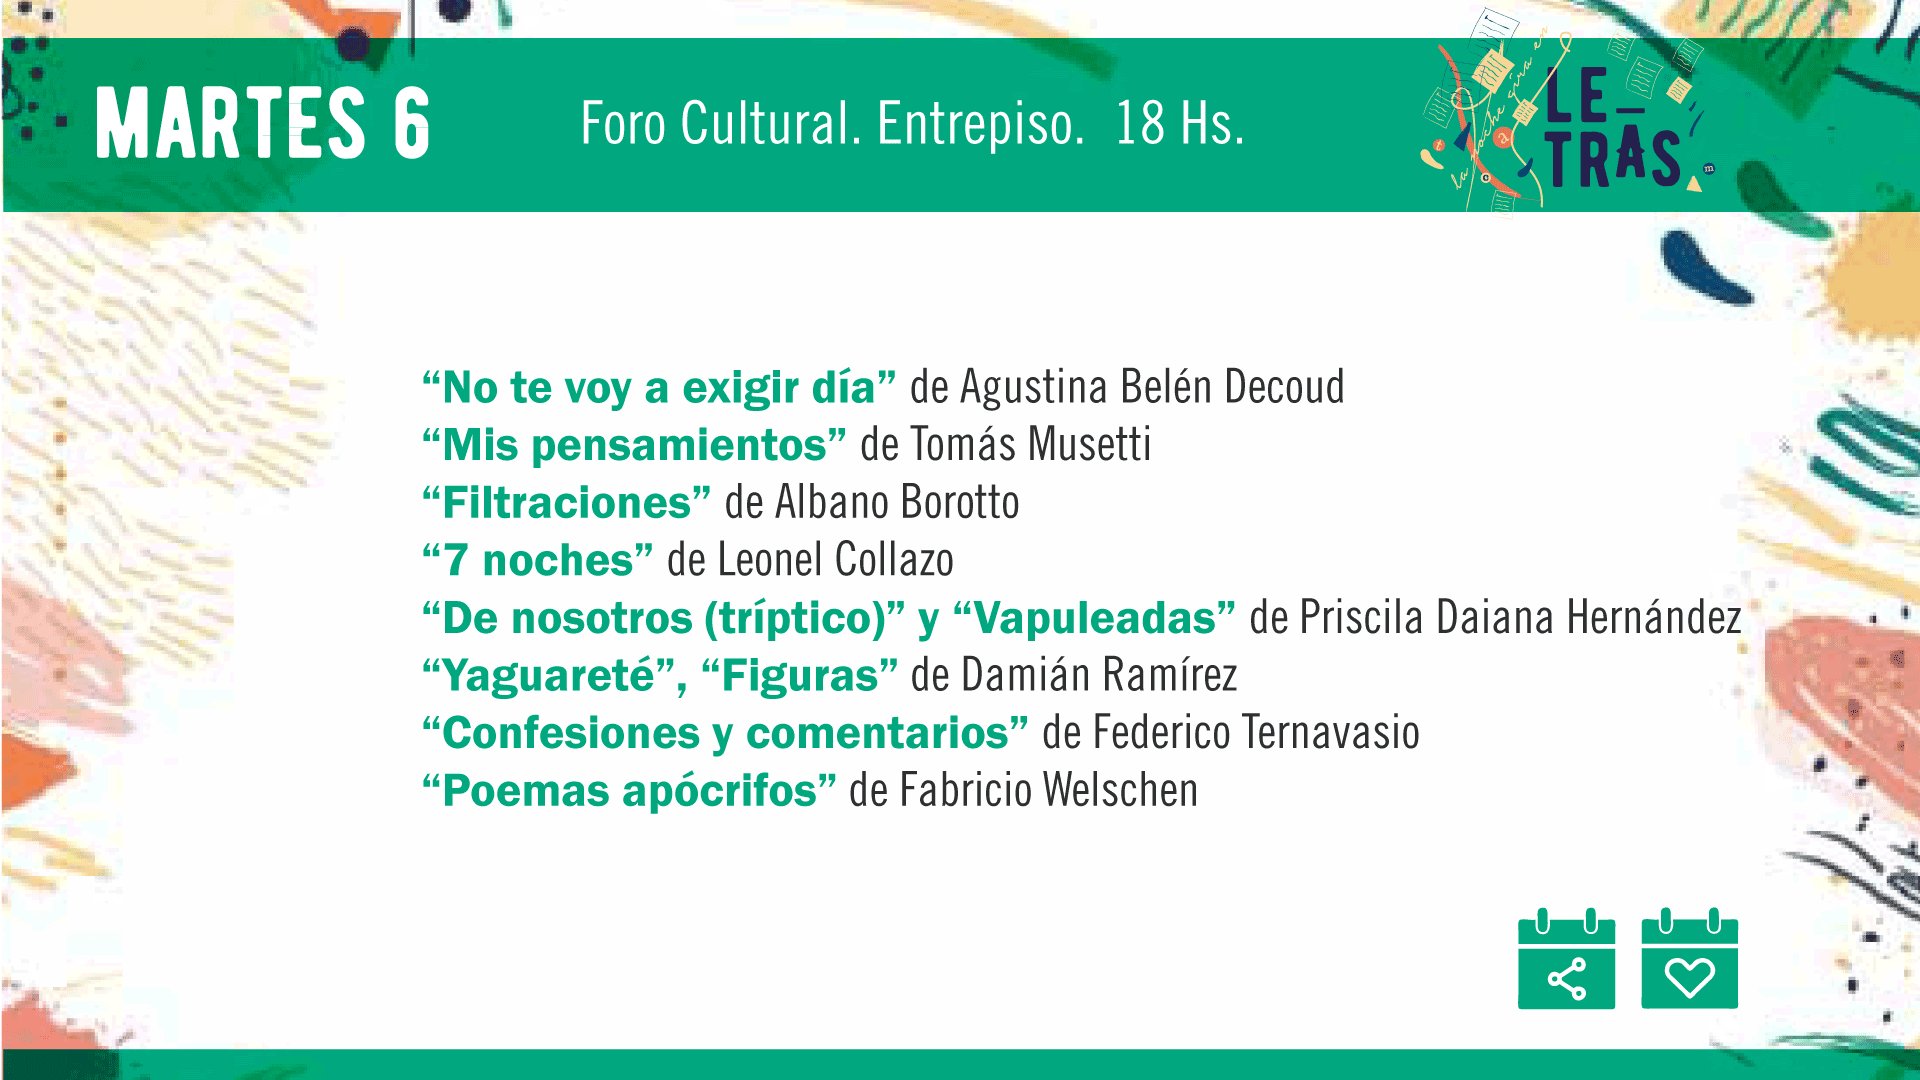 MARTES 6
Foro Cultural. Entrepiso. 18 Hs.
la noche gira en
LE_
TRAS
“No te voy a exigir día” de Agustina Belén Decoud
“Mis pensamientos” de Tomás Musetti
“Filtraciones” de Albano Borotto
“7 noches” de Leonel Collazo
“De nosotros (tríptico)” y “Vapuleadas” de Priscila Daiana Hernández
“Yaguareté”, “Figuras” de Damián Ramírez
“Confesiones y comentarios” de Federico Ternavasio
“Poemas apócrifos” de Fabricio Welschen